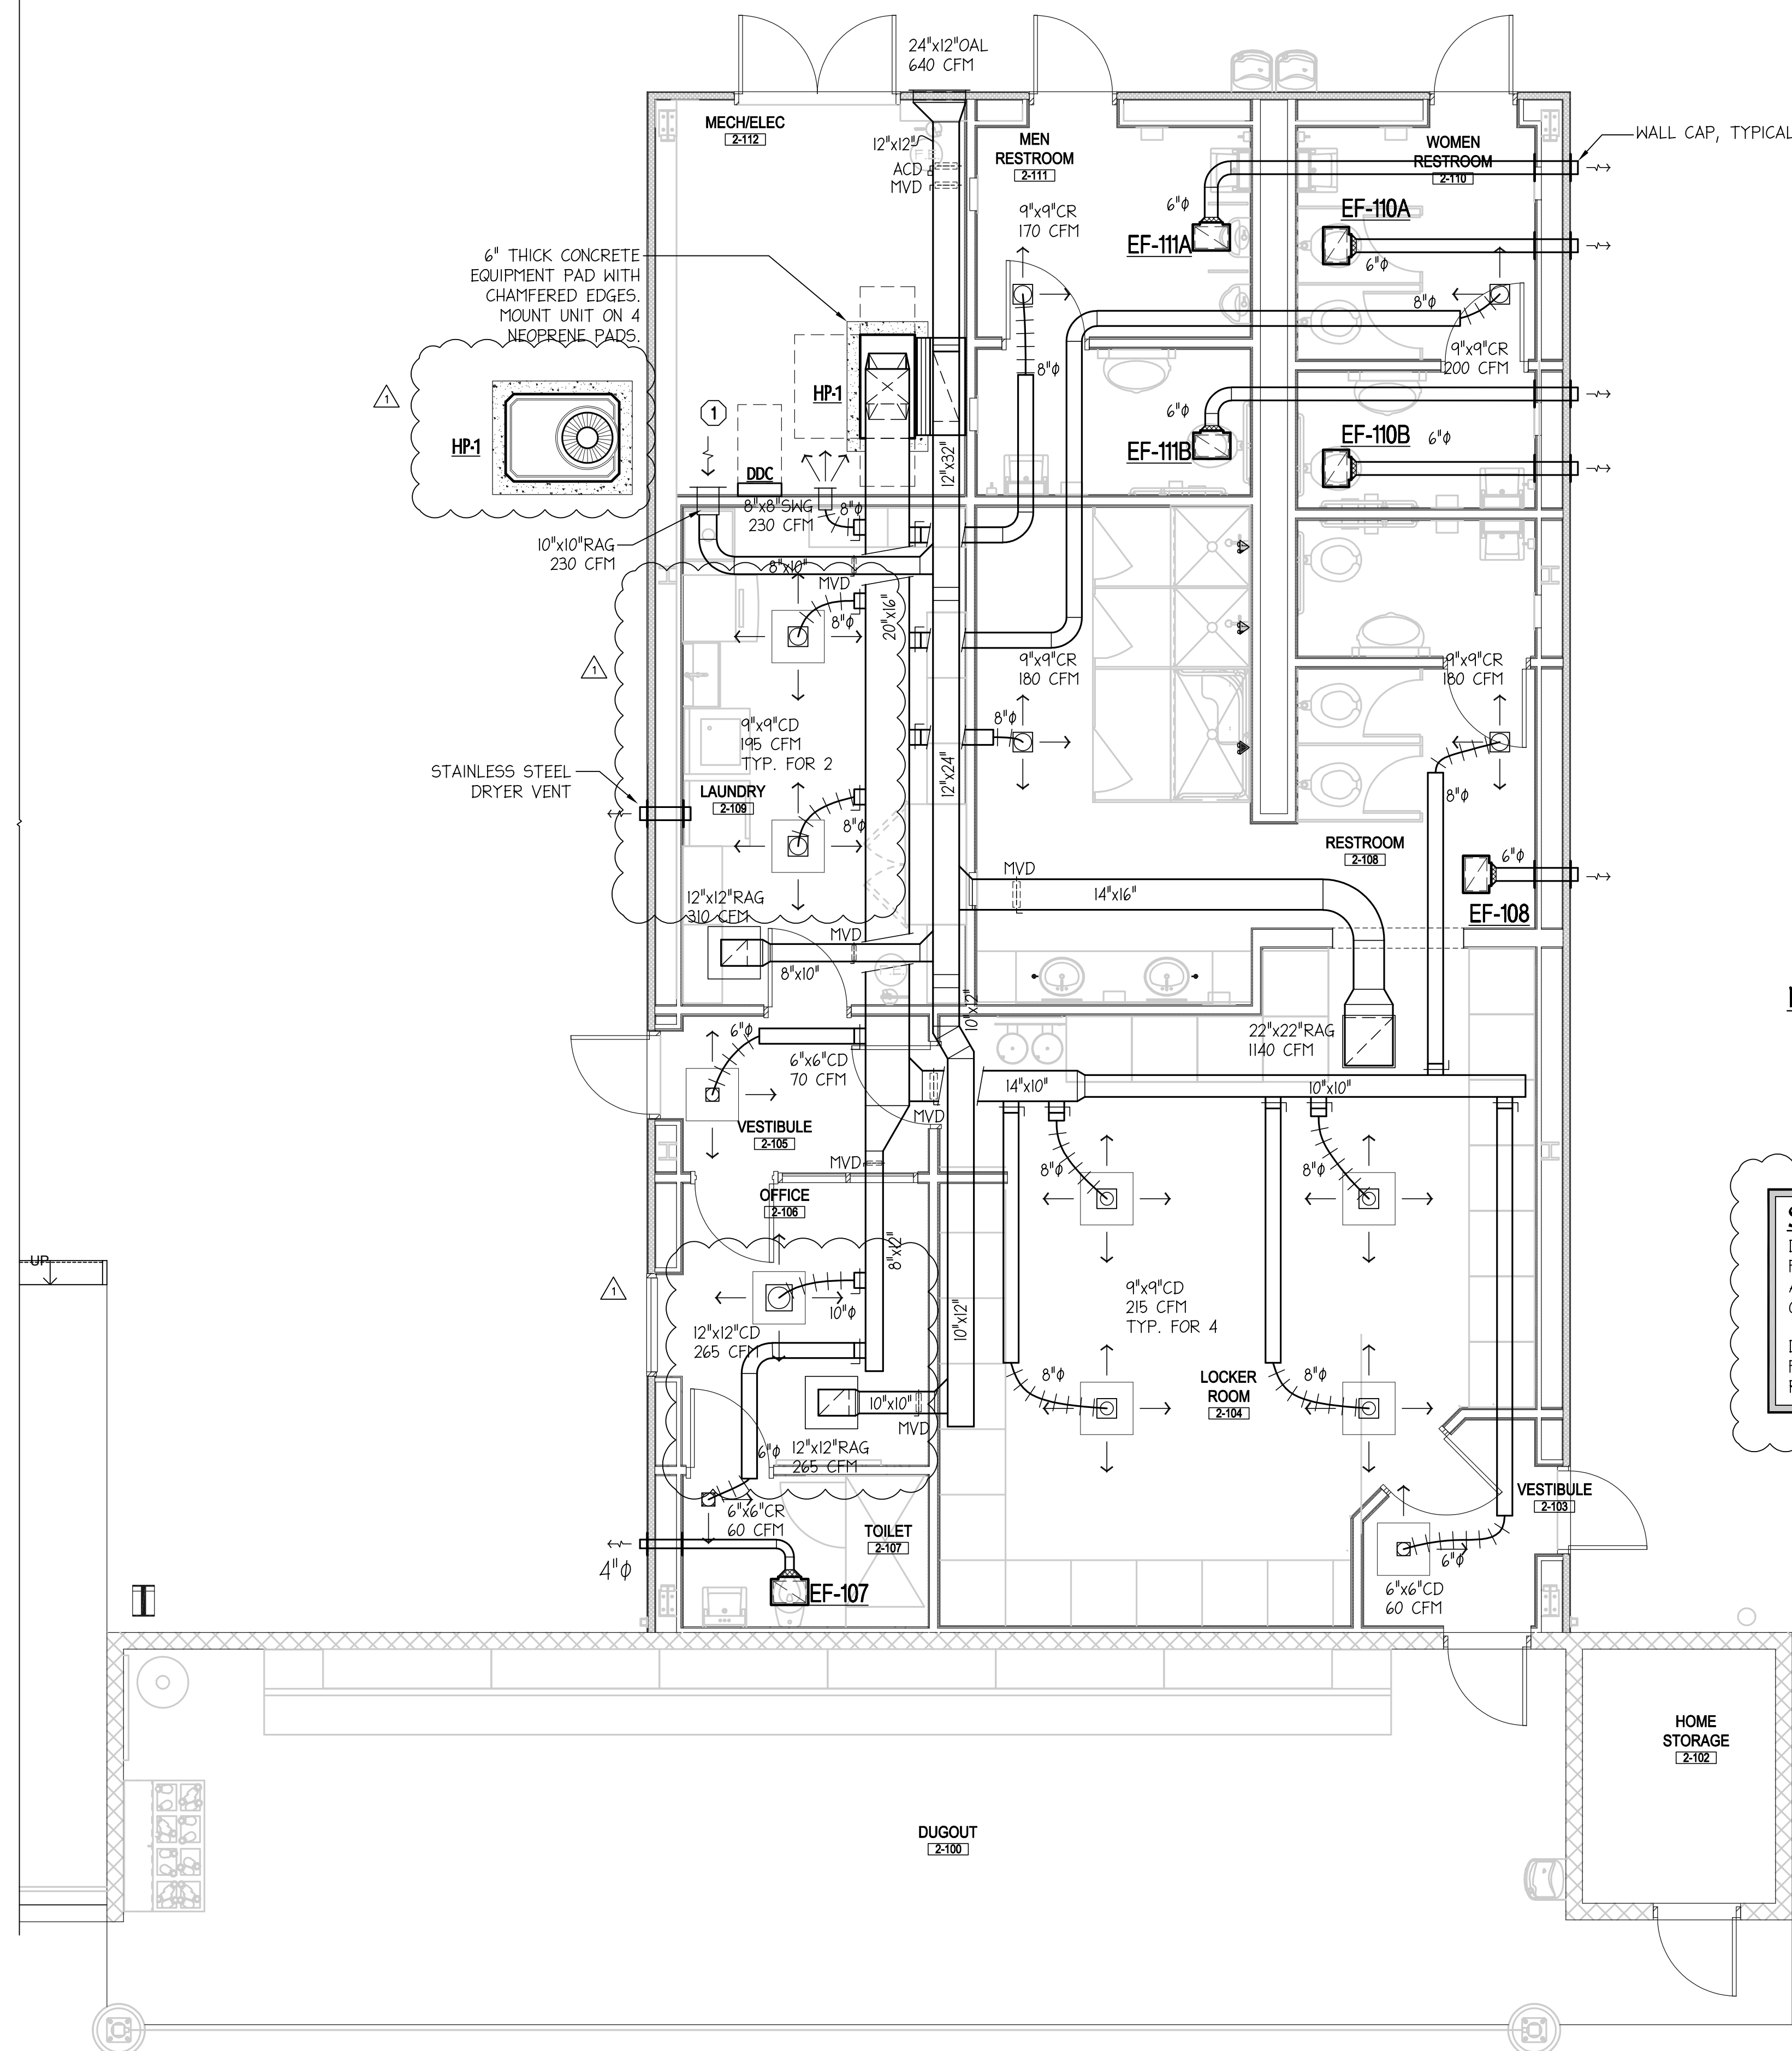 24"x12"OAL
640 CFM
MECH/ELEC
2-112
12"x12"
ACD
MVD
MEN
RESTROOM
2-111
WOMEN
RESTROOM
2-110
WALL CAP, TYPICAL
9"x9"CR
170 CFM
6"ϕ
EF-111A
EF-110A
6"ϕ
6" THICK CONCRETE
EQUIPMENT PAD WITH
CHAMFERED EDGES.
MOUNT UNIT ON 4
NEOPRENE PADS.
8"ϕ
9"x9"CR
200 CFM
8"ϕ
1
HP-1
HP-1
1
6"ϕ
EF-111B
EF-110B
6"ϕ
12"x32"
DDC
8"x8"SWG
230 CFM
8"ϕ
10"x10"RAG
230 CFM
8"x10"
MVD
8"ϕ
20"x16"
1
9"x9"CR
180 CFM
9"x9"CR
180 CFM
8"ϕ
9"x9"CD
195 CFM
TYP. FOR 2
12"x24"
STAINLESS STEEL
DRYER VENT
LAUNDRY
2-109
8"ϕ
8"ϕ
RESTROOM
2-108
6"ϕ
EF-108
MVD
14"x16"
12"x12"RAG
310 CFM
MVD
8"x10"
10"x12"
22"x22"RAG
1140 CFM
6"ϕ
6"x6"CD
70 CFM
14"x10"
10"x10"
MVD
VESTIBULE
2-105
MVD
8"ϕ
8"ϕ
OFFICE
2-106
8"x12"
UP
1
10"ϕ
12"x12"CD
265 CFM
10"x12"
9"x9"CD
215 CFM
TYP. FOR 4
8"ϕ
8"ϕ
LOCKER
ROOM
2-104
10"x10"
MVD
6"ϕ
12"x12"RAG
265 CFM
6"x6"CR
60 CFM
TOILET
2-107
VESTIBULE
2-103
4"ϕ
EF-107
6"ϕ
6"x6"CD
60 CFM
HOME
STORAGE
2-102
DUGOUT
2-100